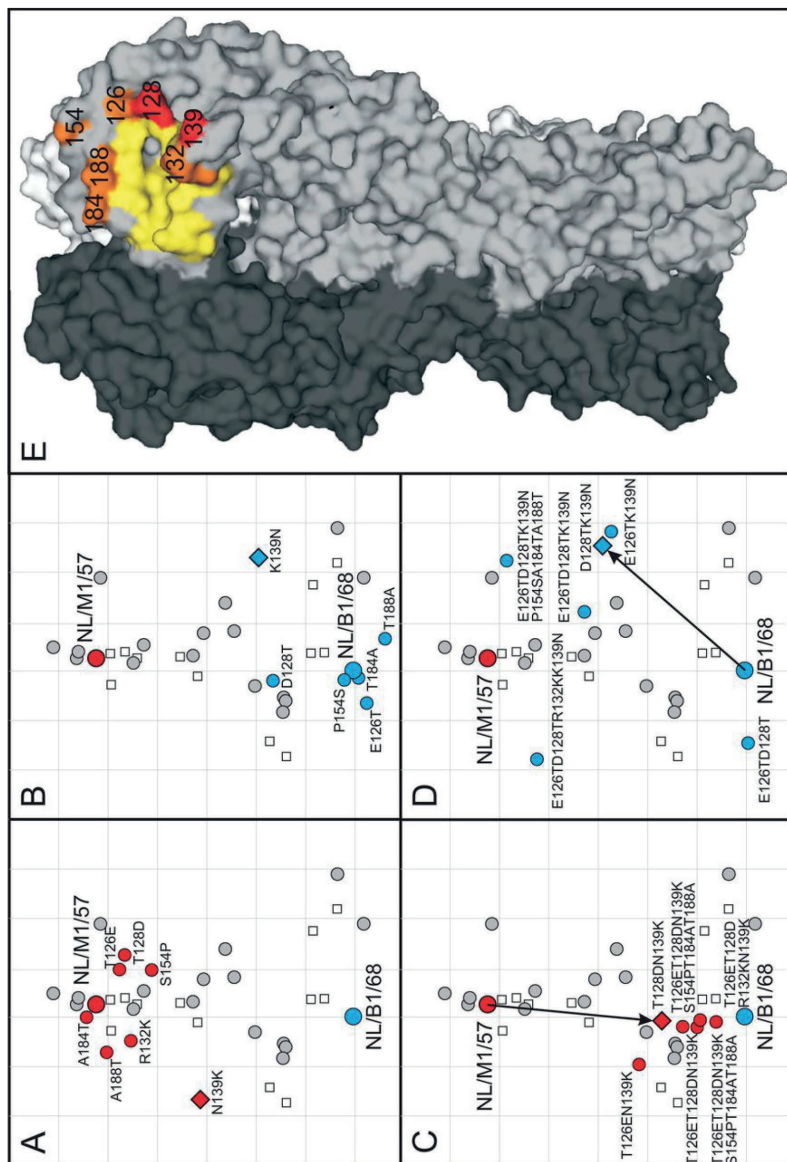 A
NL/M1/57
A184T
T126E
A188T
T128D
R132K
S154P
N139K
NL/B1/68
B
NL/M1/57
K139N
D128T
P154S
NL/B1/68
T184A
E126T
T188A
C
NL/M1/57
T128DN139K
T126ET128DN139K
S154PT184AT188A
T126EN139K
T126ET128D
R132KN139K
T126ET128DN139K
T126ET128DN139K
S154PT184AT188A
NL/B1/68
D
NL/M1/57
E126TD128TK139N
P154SA184TA188T
E126TD128TK139N
D128TK139N
E126TK139N
E126TD128TR132KK139N
NL/B1/68
E126TD128T
E
154
126
128
184
188
132
139